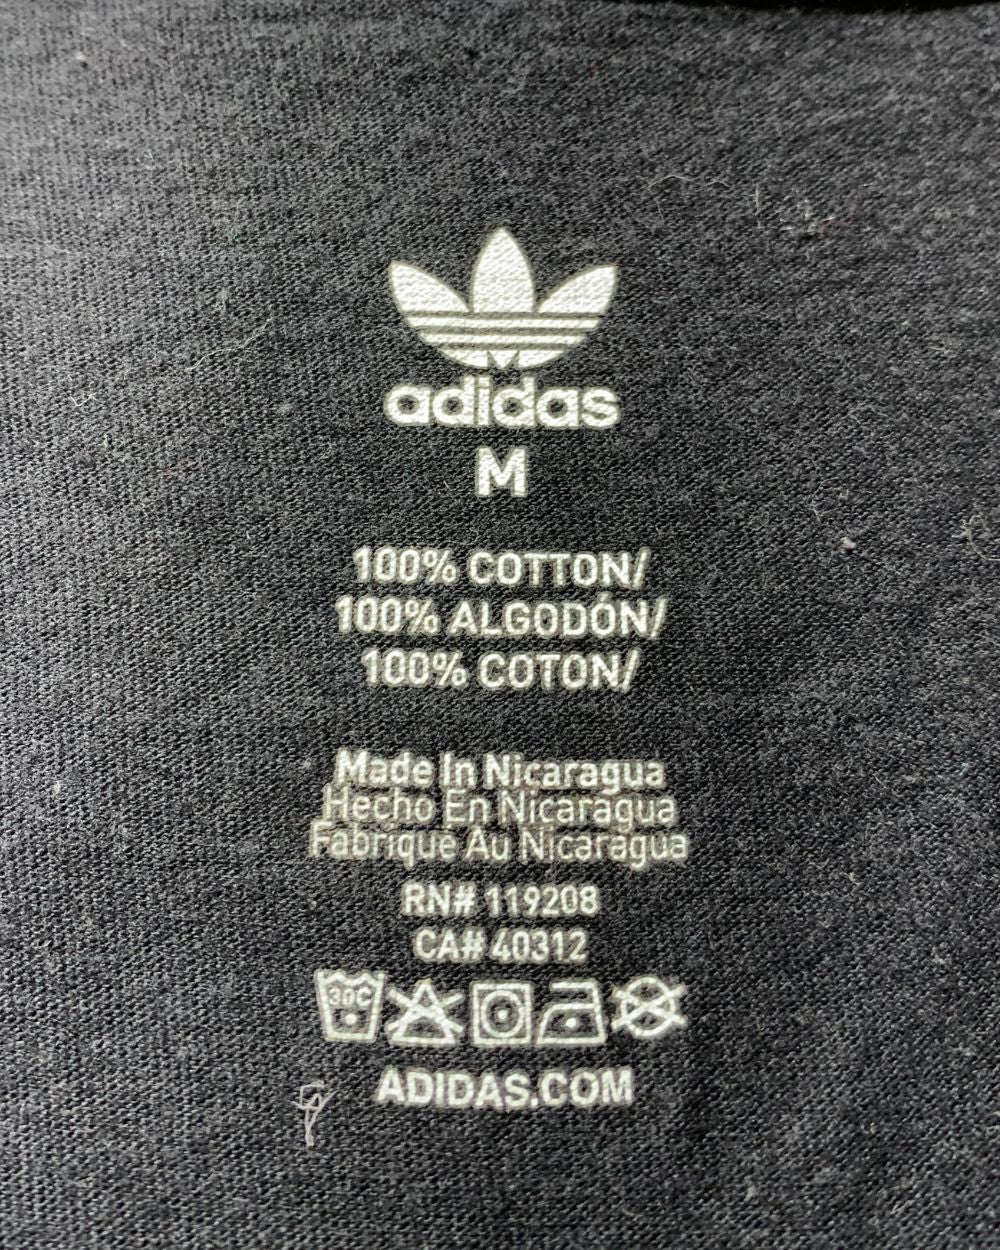 adidas
M
100% COTTON/
100% ALGODÓN/
100% COTON/
Made In Nicaragua
Hecho En Nicaragua
Fabrique Au Nicaragua
RN# 119208
CA# 40312
30C
ADIDAS.COM